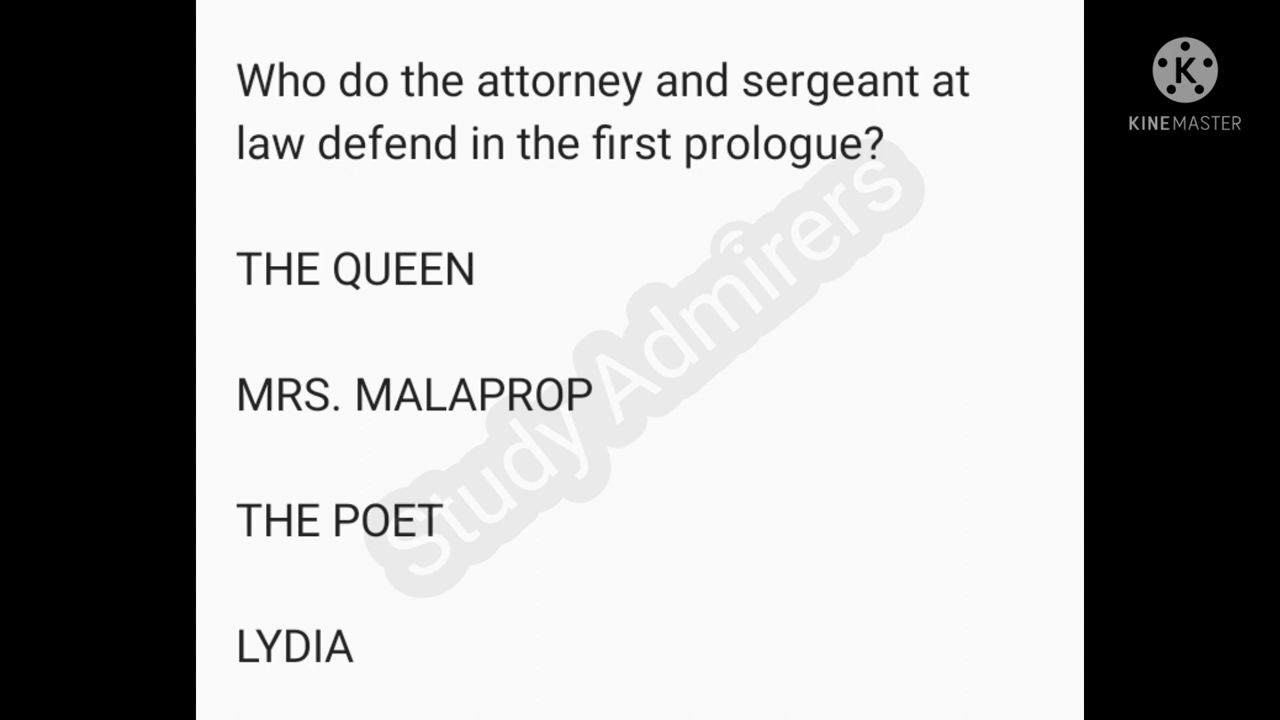 Who do the attorney and sergeant at
law defend in the first prologue?
THE QUEEN
MRS. MALAPROP
THE POET
LYDIA
Study Admirers
K
KINEMASTER